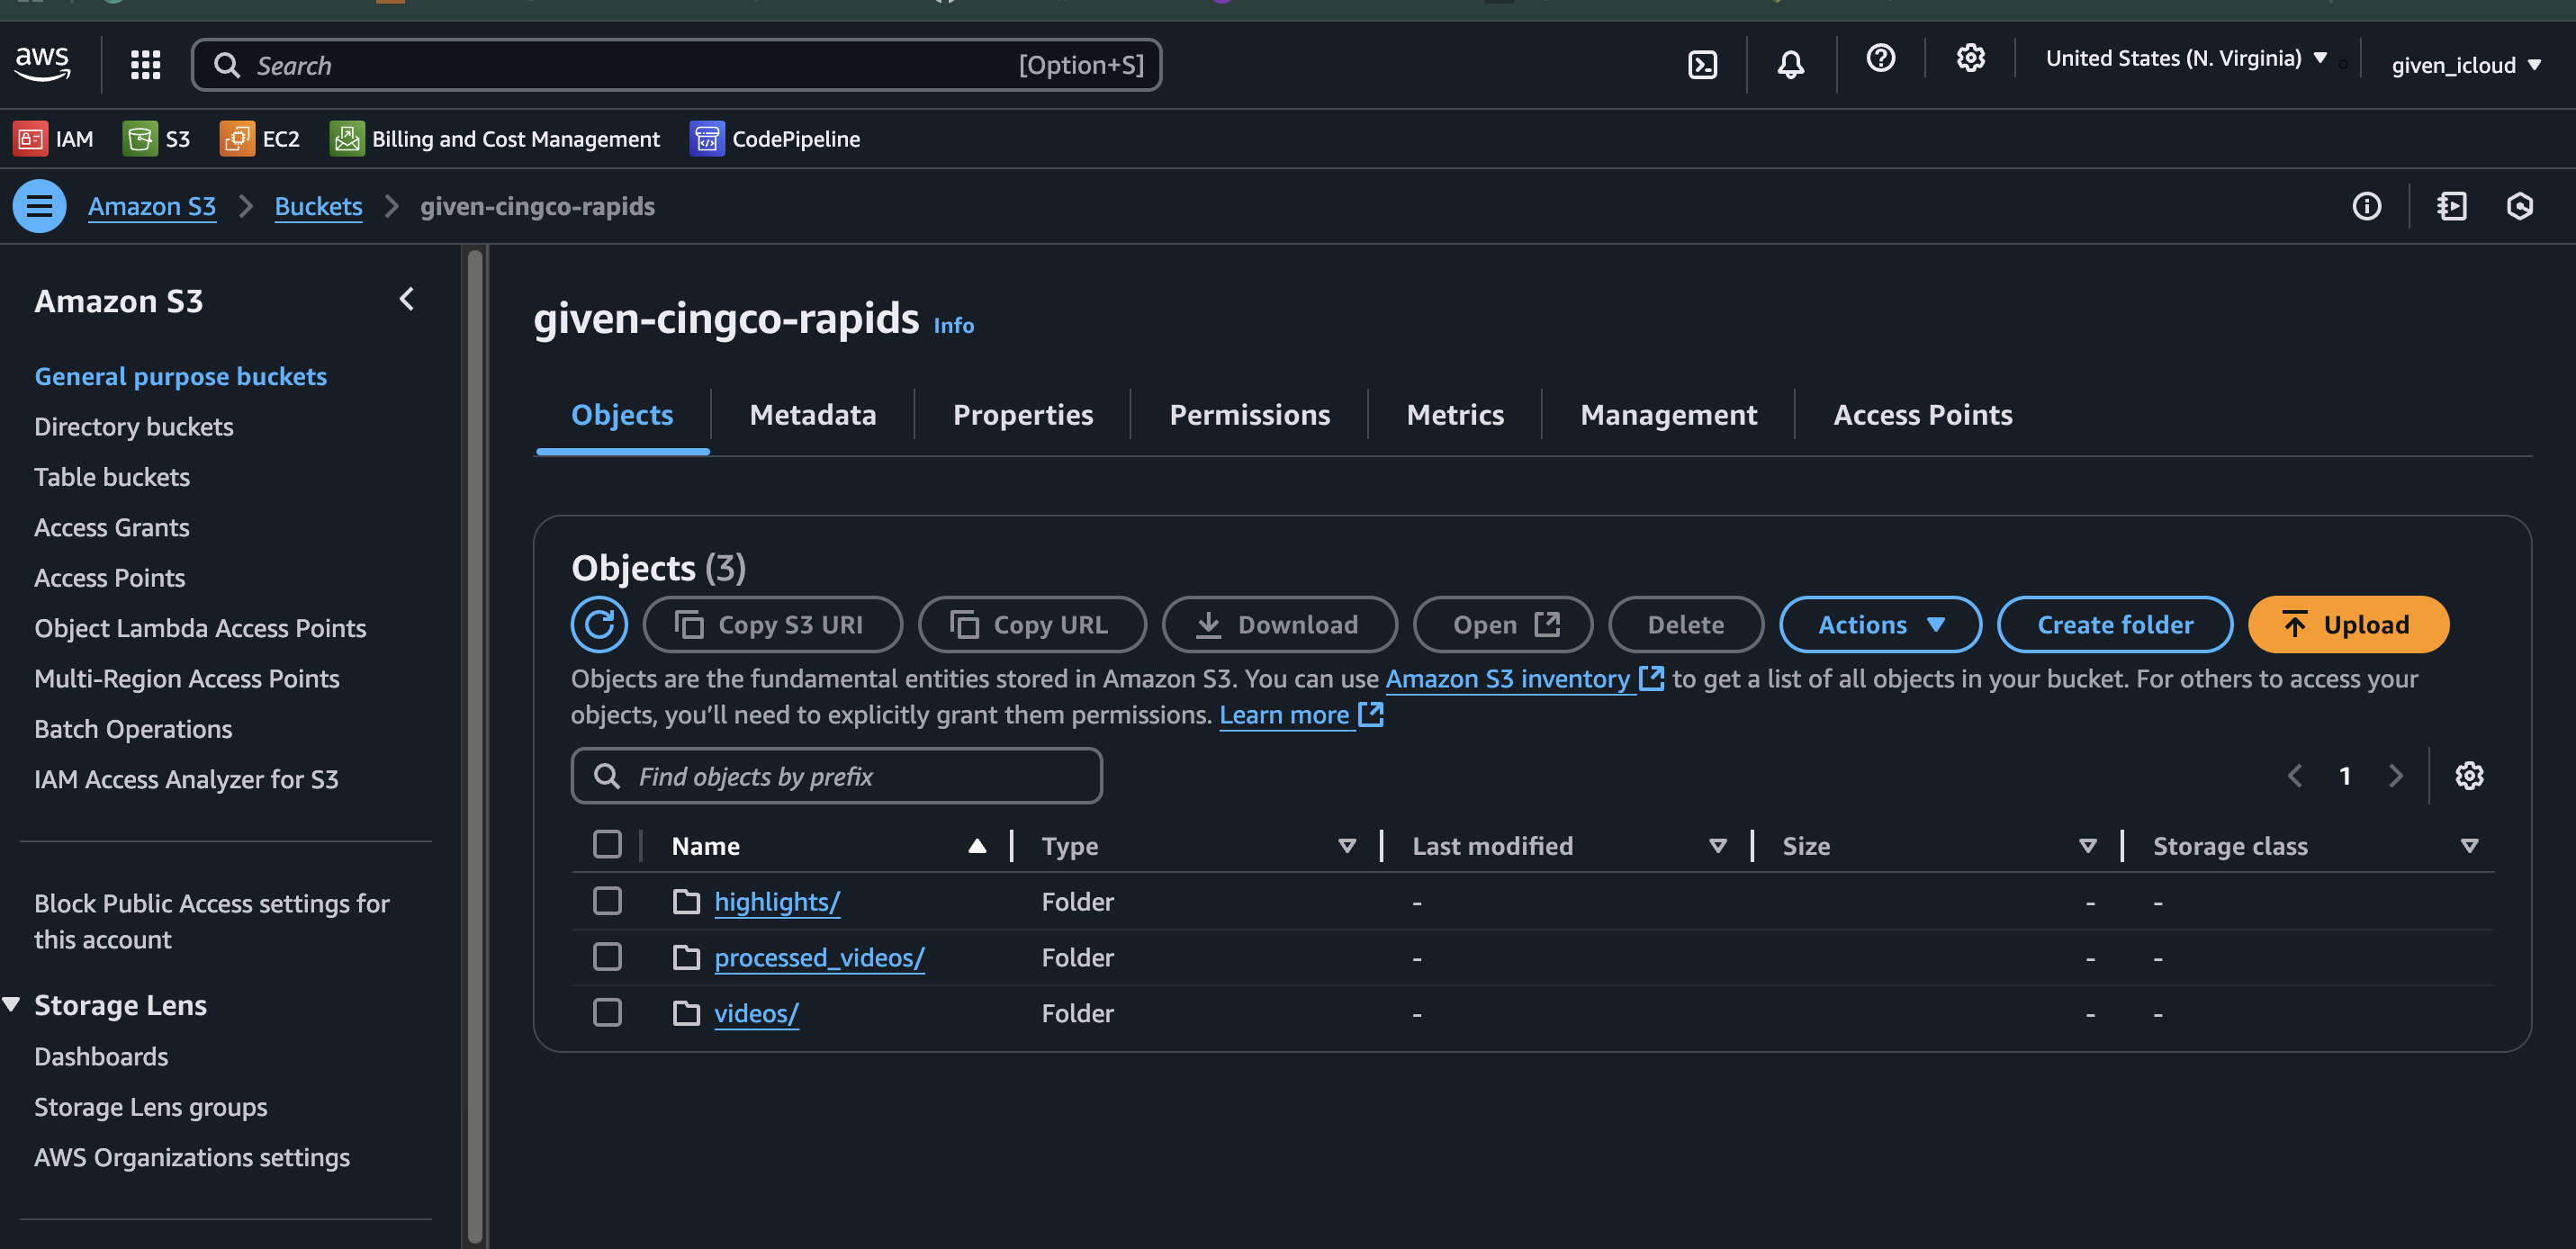 aws
Search [Option+S]
United States (N. Virginia)
given_icloud
IAM S3 EC2 Billing and Cost Management CodePipeline
Amazon S3 Buckets given-cingco-rapids
Amazon S3
General purpose buckets
Directory buckets
Table buckets
Access Grants
Access Points
Object Lambda Access Points
Multi-Region Access Points
Batch Operations
IAM Access Analyzer for S3
Block Public Access settings for
this account
Storage Lens
Dashboards
Storage Lens groups
AWS Organizations settings
given-cingco-rapids Info
Objects Metadata Properties Permissions Metrics Management Access Points
Objects (3)
Copy S3 URI Copy URL Download Open Delete Actions Create folder Upload
Objects are the fundamental entities stored in Amazon S3. You can use Amazon S3 inventory to get a list of all objects in your bucket. For others to access your
objects, you’ll need to explicitly grant them permissions. Learn more
Find objects by prefix
1
Name Type Last modified Size Storage class
highlights/ Folder - - -
processed_videos/ Folder - - -
videos/ Folder - - -